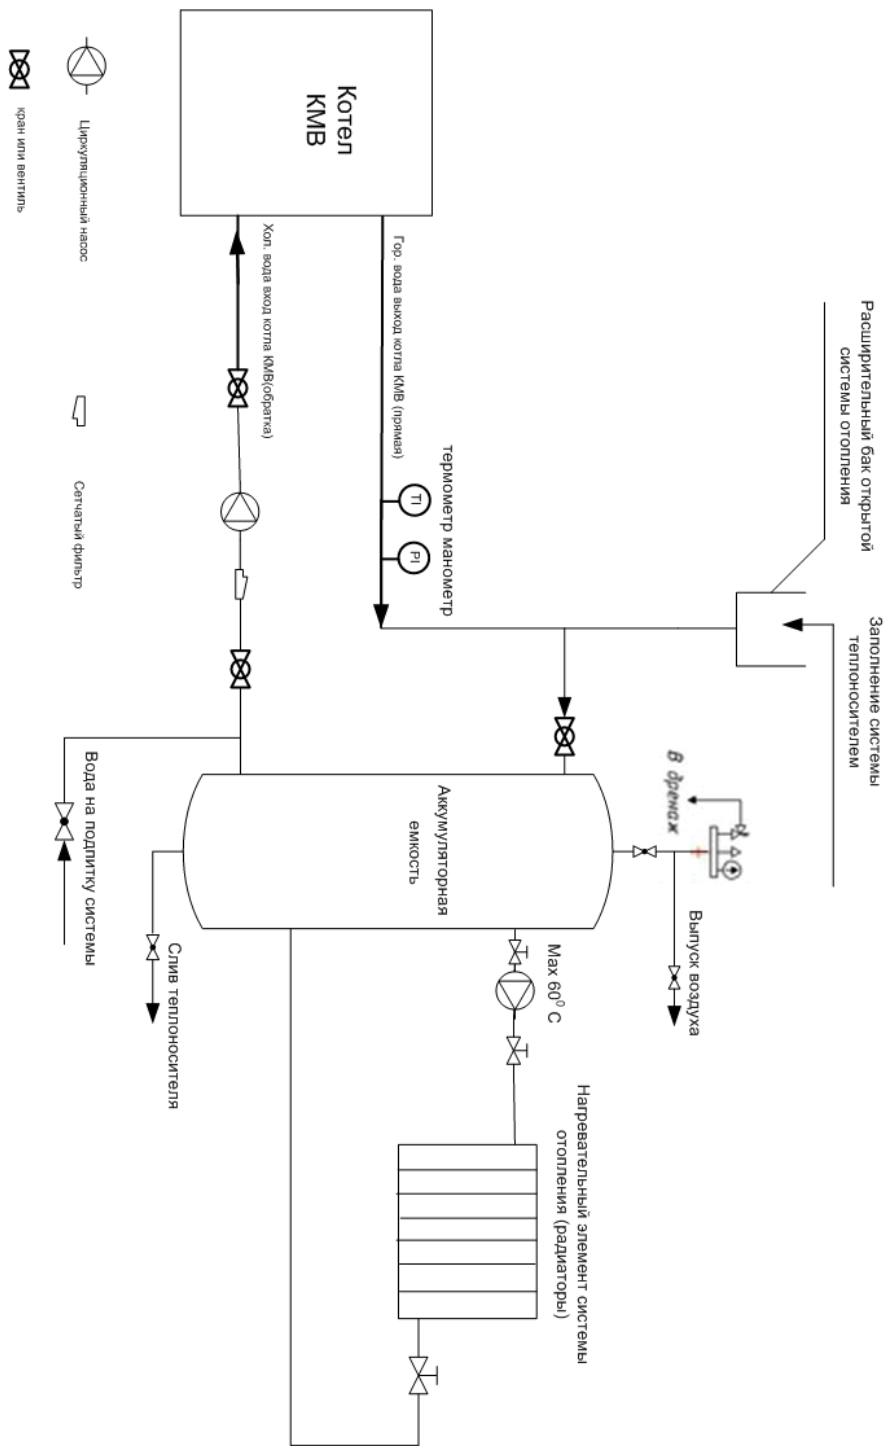 Расширительный бак открытой
системы отопления
Заполнение системы
теплоносителем
В дренаж
Выпуск воздуха
термометр манометр
TI
PI
Котел
КМВ
Гор. вода выход котла КМВ (прямая)
Хол. вода вход котла КМВ(обратка)
Аккумуляторная
емкость
Max 60⁰ C
Нагревательный элемент системы
отопления (радиаторы)
Вода на подпитку системы
Слив теплоносителя
Циркуляционный насос
Сетчатый фильтр
кран или вентиль